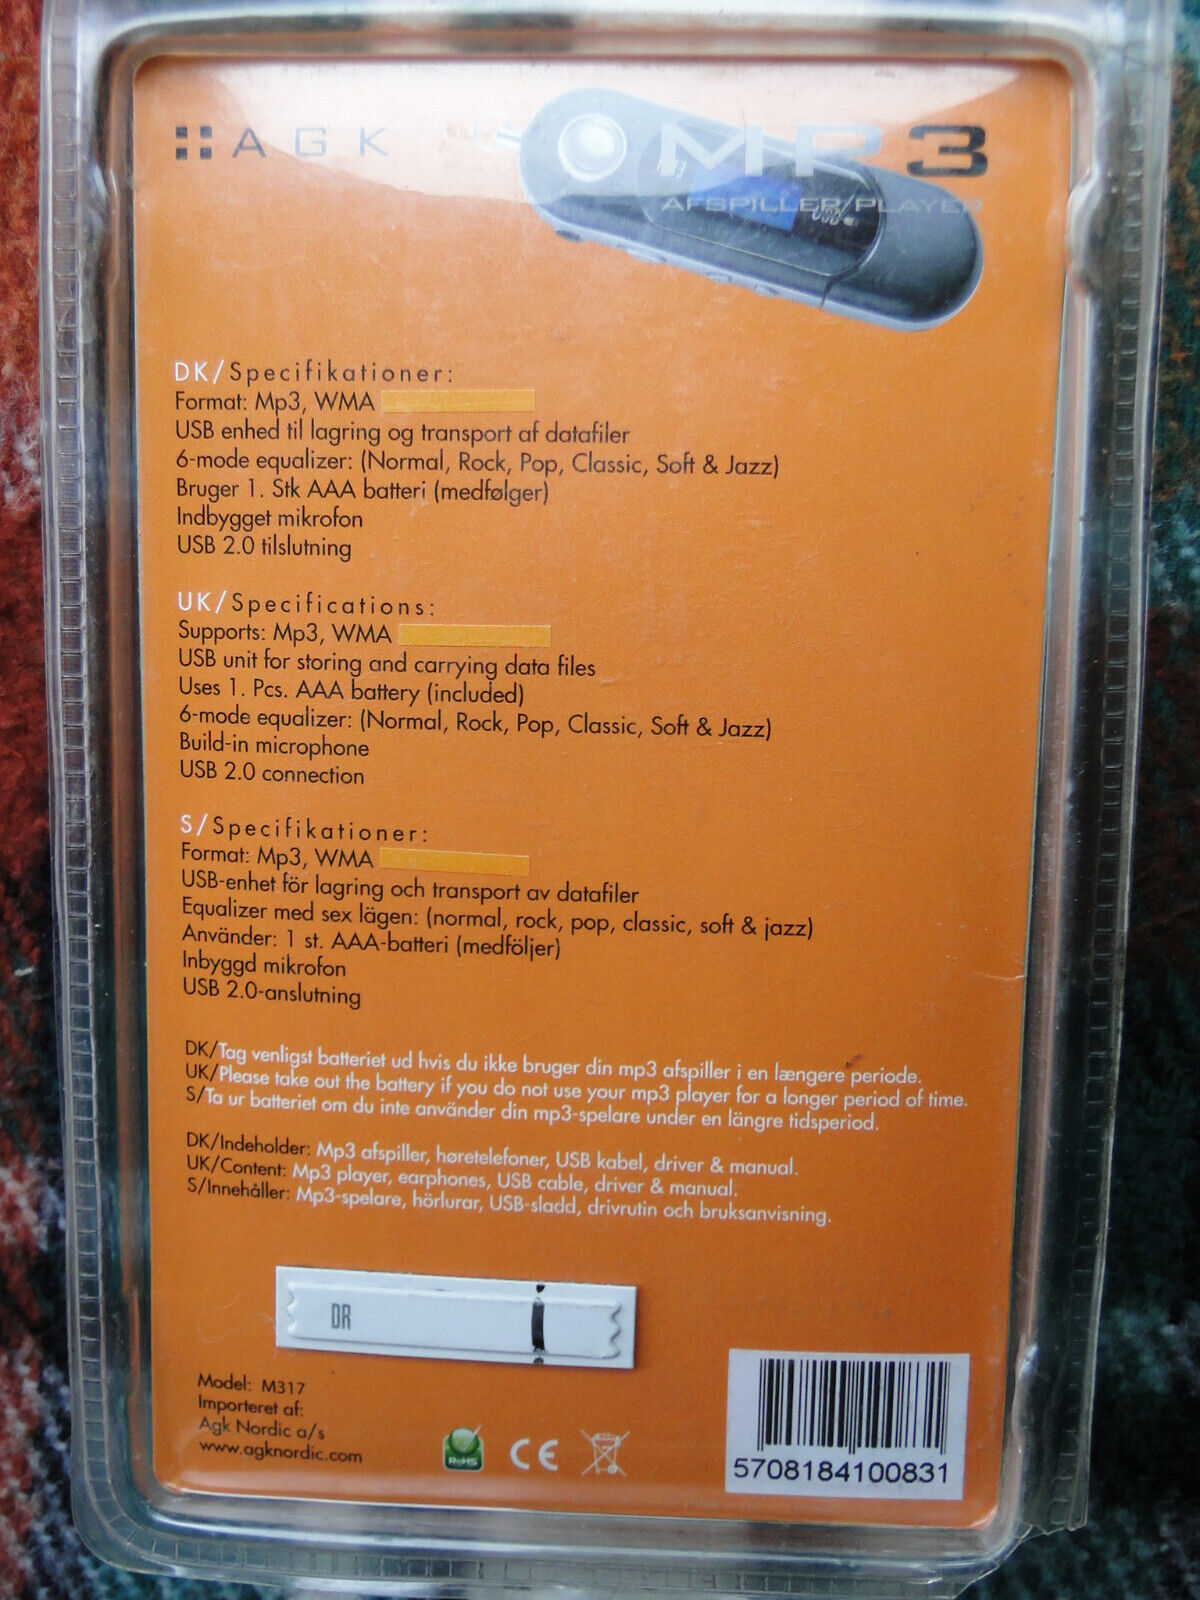 AGK
MP3
AFSPILLER/PLAYER
DK/Specifikationer:
Format: Mp3, WMA
USB enhed til lagring og transport af datafiler
6-mode equalizer: (Normal, Rock, Pop, Classic, Soft & Jazz)
Bruger 1. Stk AAA batteri (medfølger)
Indbygget mikrofon
USB 2.0 tilslutning
UK/Specifications:
Supports: Mp3, WMA
USB unit for storing and carrying data files
Uses 1. Pcs. AAA battery (included)
6-mode equalizer: (Normal, Rock, Pop, Classic, Soft & Jazz)
Build-in microphone
USB 2.0 connection
S/Specifikationer:
Format: Mp3, WMA
USB-enhet för lagring och transport av datafiler
Equalizer med sex lägen: (normal, rock, pop, classic, soft & jazz)
Använder: 1 st. AAA-batteri (medföljer)
Inbyggd mikrofon
USB 2.0-anslutning
DK/Tag venligst batteriet ud hvis du ikke bruger din mp3 afspiller i en længere periode.
UK/Please take out the battery if you do not use your mp3 player for a longer period of time.
S/Ta ur batteriet om du inte använder din mp3-spelare under en längre tidsperiod.
DK/Indeholder: Mp3 afspiller, høretelefoner, USB kabel, driver & manual.
UK/Content: Mp3 player, earphones, USB cable, driver & manual.
S/Innehåller: Mp3-spelare, hörlurar, USB-sladd, drivrutin och bruksanvisning.
DR
Model: M317
Importeret af:
Agk Nordic a/s
www.agknordic.com
RoHS
CE
5708184100831